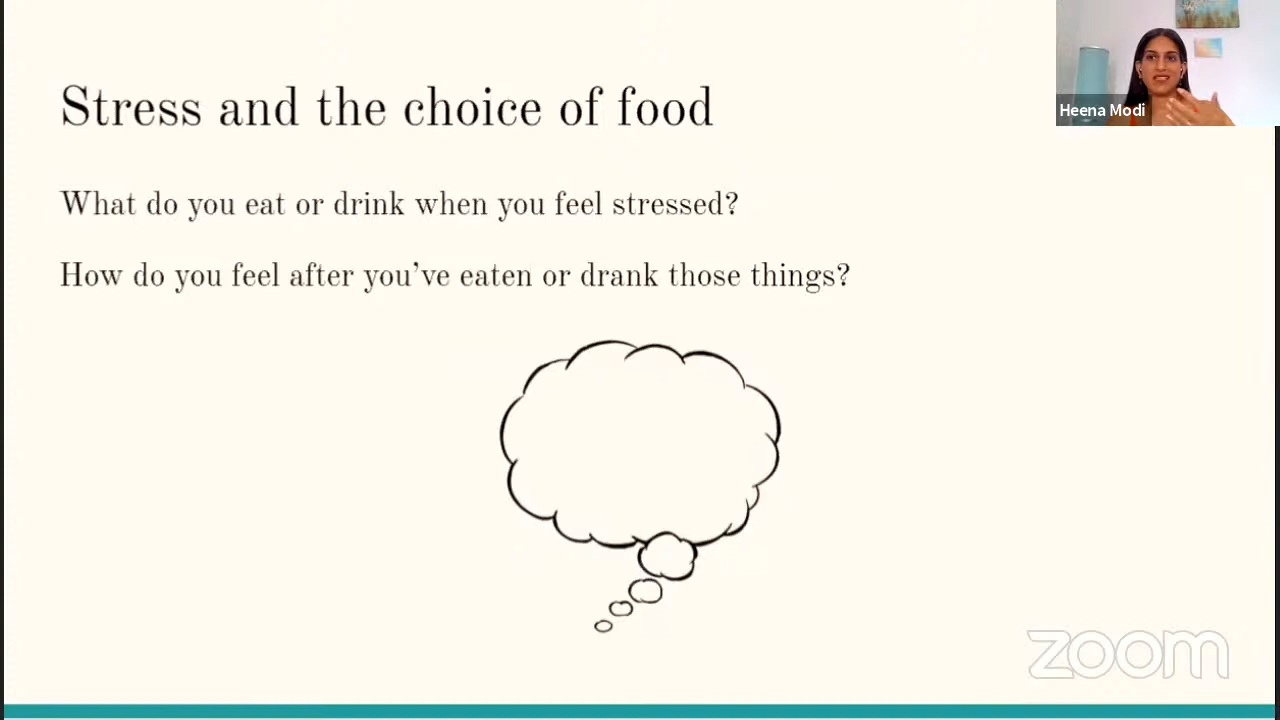 Stress and the choice of food
Heena Modi
What do you eat or drink when you feel stressed?
How do you feel after you've eaten or drank those things?
zoom